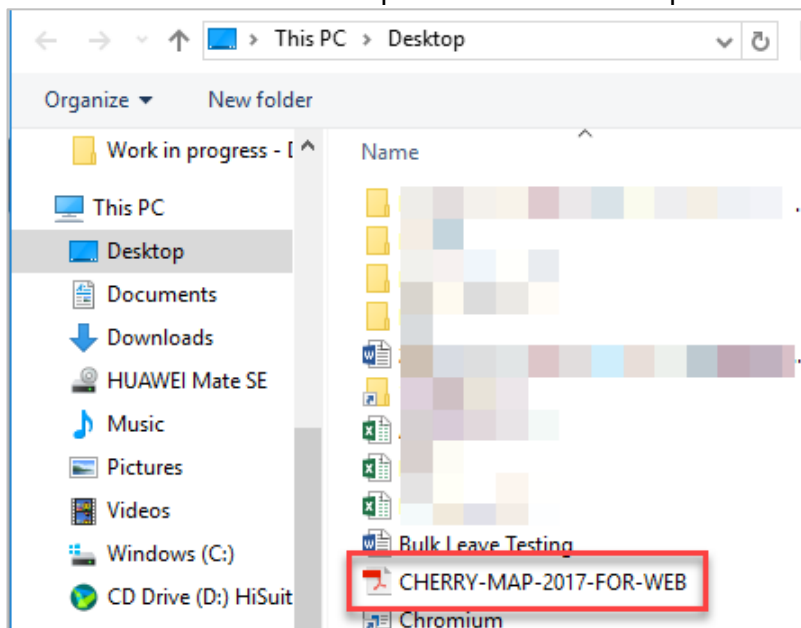 This PC > Desktop
Organize
New folder
Work in progress -
Name
This PC
Desktop
Documents
Downloads
HUAWEI Mate SE
Music
Pictures
Videos
Windows (C:)
Bulk Leave Testing
CHERRY-MAP-2017-FOR-WEB
CD Drive (D:) HiSuit
Chromium